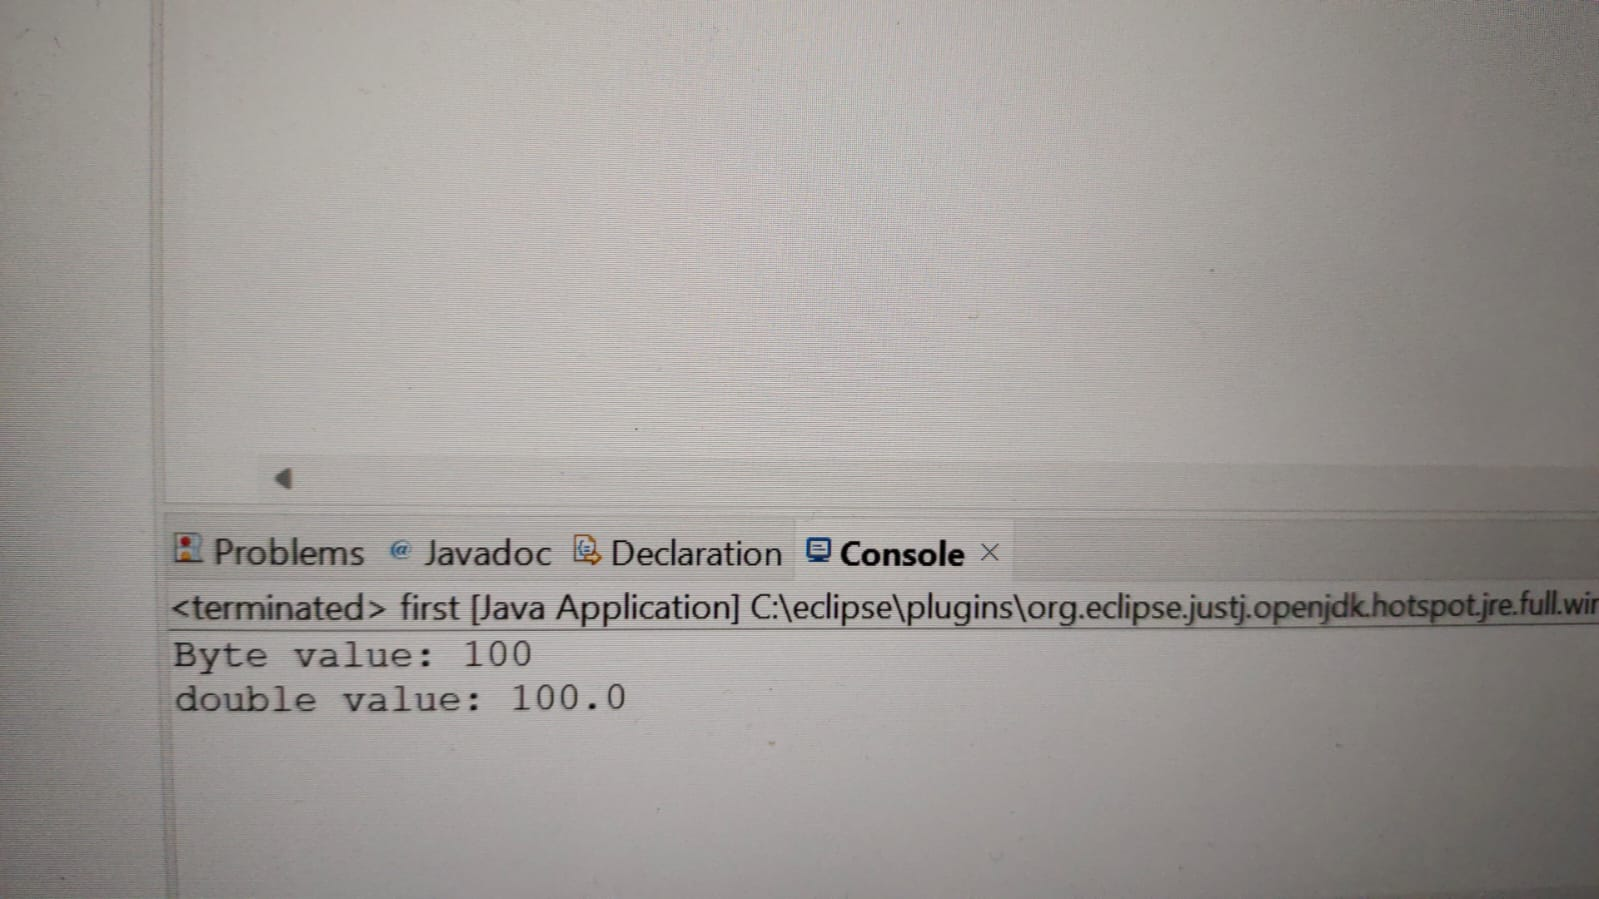 Problems @ Javadoc Declaration Console
<terminated> first [Java Application] C:\eclipse\plugins\org.eclipse.justj.openjdk.hotspot.jre.full.wir
Byte value: 100
double value: 100.0